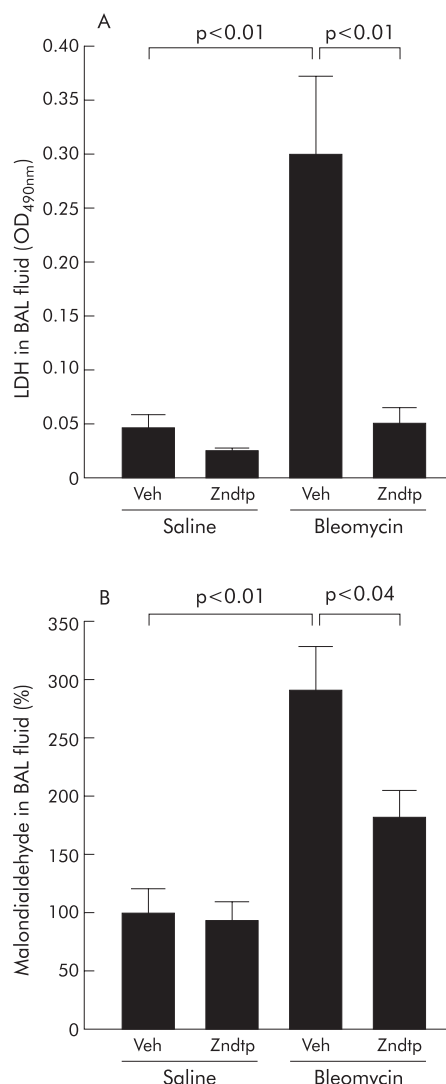 A
p<0.01 p<0.01
LDH in BAL fluid (OD490nm)
0.40
0.35
0.30
0.25
0.20
0.15
0.10
0.05
0
Veh Zndtp Veh Zndtp
Saline Bleomycin
B
p<0.01 p<0.04
Malondialdehyde in BAL fluid (%)
350
300
250
200
150
100
50
0
Veh Zndtp Veh Zndtp
Saline Bleomycin